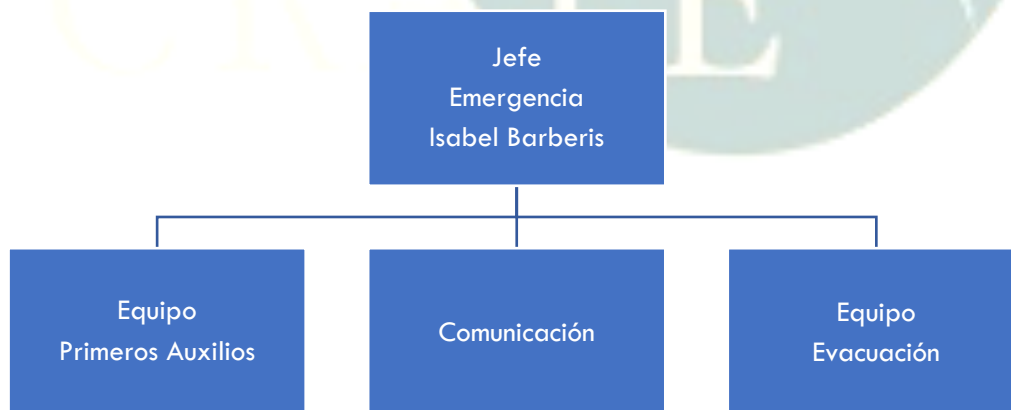 Jefe
Emergencia
Isabel Barberis
Equipo
Primeros Auxilios
Comunicación
Equipo
Evacuación